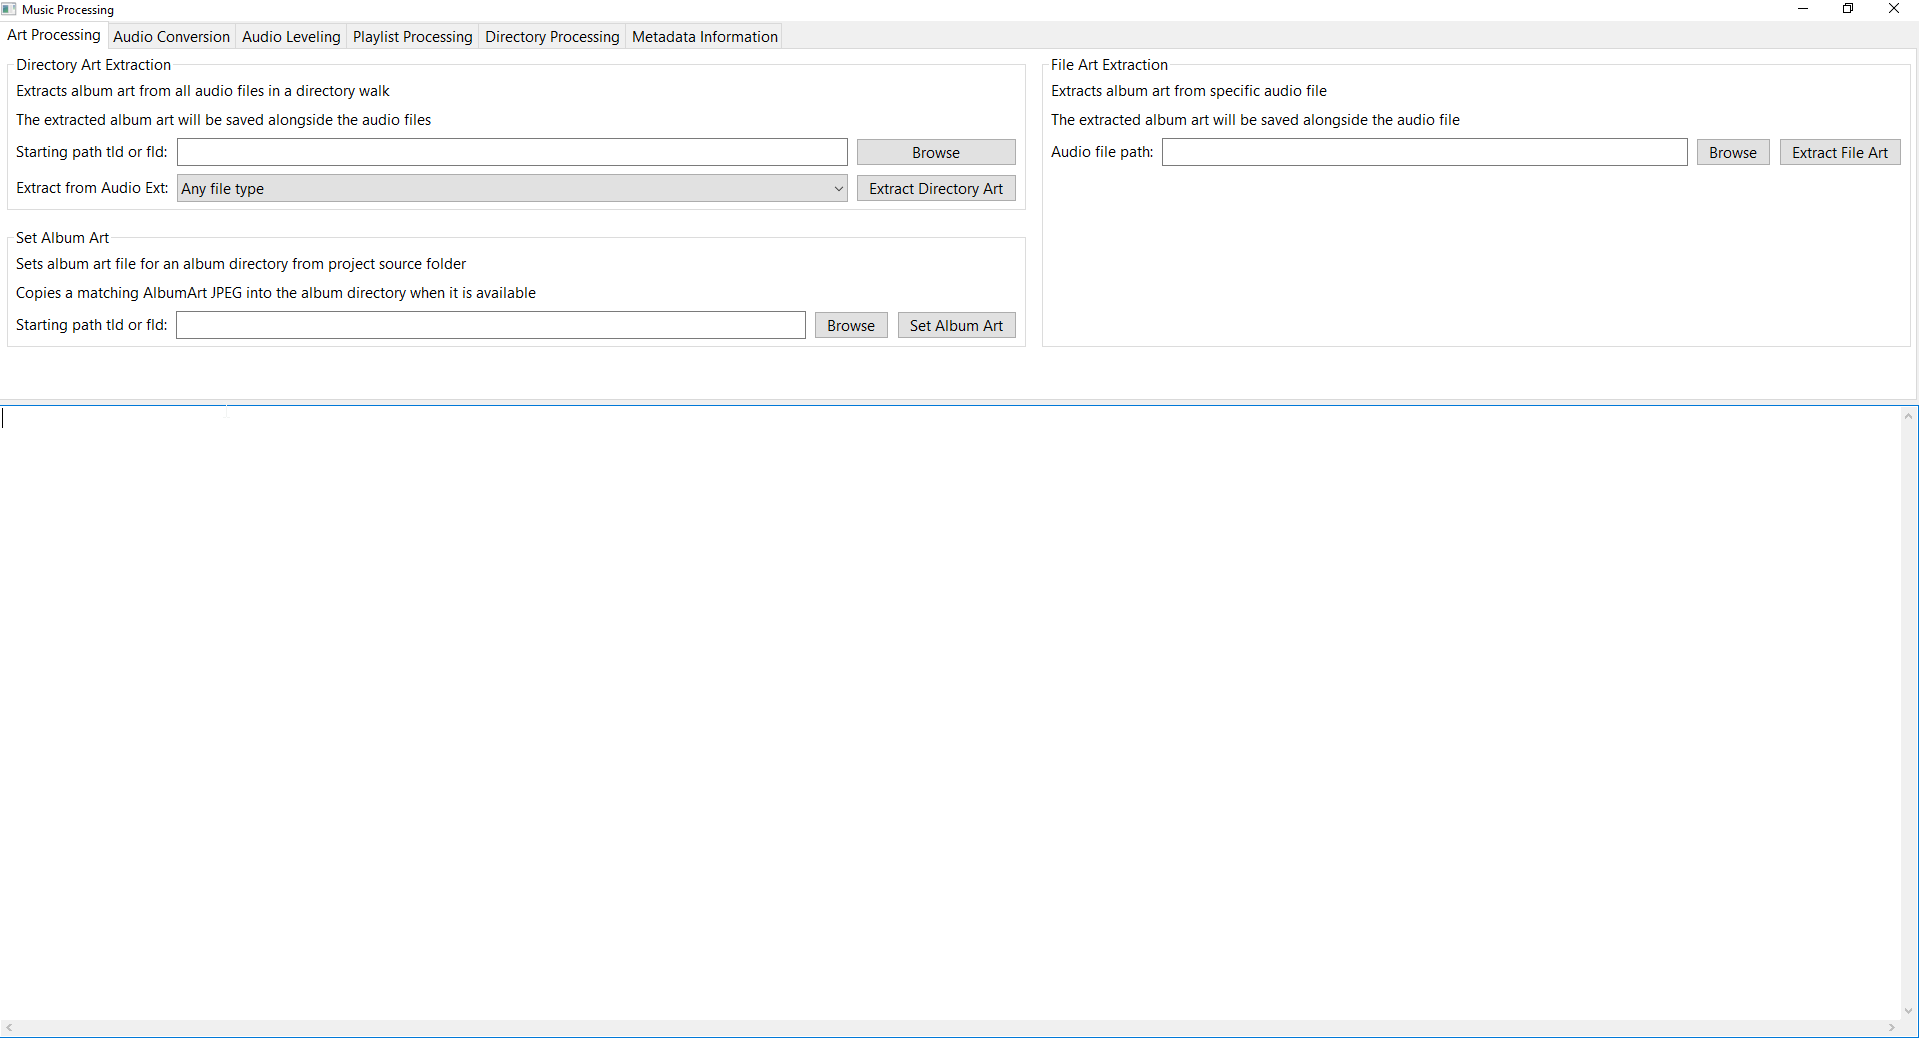 Music Processing
Art Processing Audio Conversion Audio Leveling Playlist Processing Directory Processing Metadata Information
Directory Art Extraction
Extracts album art from all audio files in a directory walk
The extracted album art will be saved alongside the audio files
Starting path tld or fld: Browse
Extract from Audio Ext: Any file type Extract Directory Art
Set Album Art
Sets album art file for an album directory from project source folder
Copies a matching AlbumArt JPEG into the album directory when it is available
Starting path tld or fld: Browse Set Album Art
File Art Extraction
Extracts album art from specific audio file
The extracted album art will be saved alongside the audio file
Audio file path: Browse Extract File Art